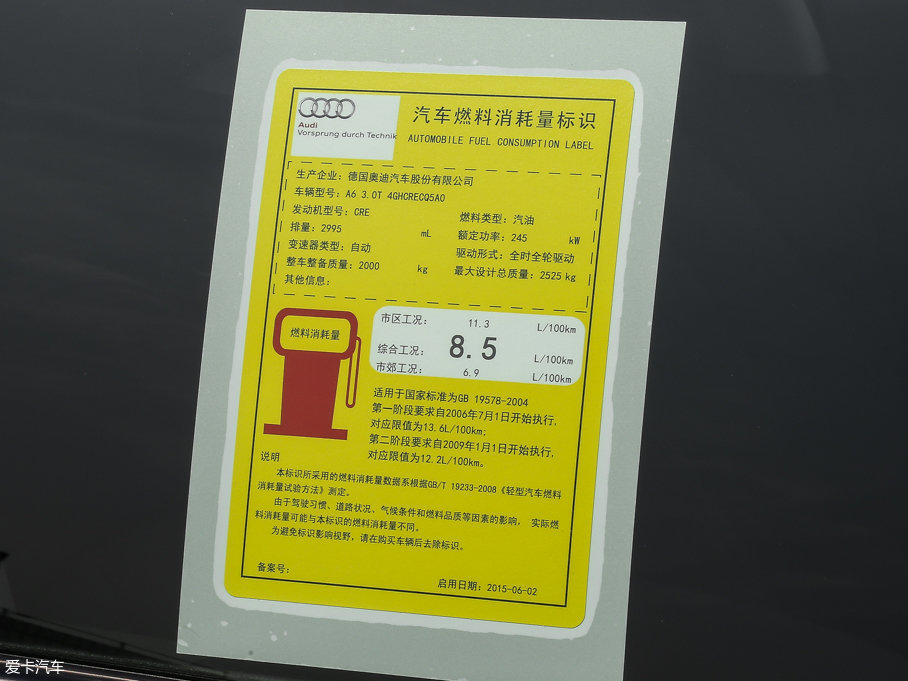 Audi
Vorsprung durch Technik
汽车燃料消耗量标识
AUTOMOBILE FUEL CONSUMPTION LABEL
生产企业: 德国奥迪汽车股份有限公司
车辆型号: A6 3.0T 4GHCRECQ5A0
发动机型号: CRE
燃料类型: 汽油
排量: 2995 mL
额定功率: 245 kW
变速器类型: 自动
驱动形式: 全时全轮驱动
整车整备质量: 2000 kg
最大设计总质量: 2525 kg
其他信息:
燃料消耗量
市区工况: 11.3 L/100km
综合工况: 8.5 L/100km
市郊工况: 6.9 L/100km
适用于国家标准为GB 19578-2004
第一阶段要求自2006年7月1日开始执行,
对应限值为13.6L/100km;
第二阶段要求自2009年1月1日开始执行,
对应限值为12.2L/100km。
说明
本标识所采用的燃料消耗量数据系根据GB/T 19233-2008《轻型汽车燃料
消耗量试验方法》测定。
由于驾驶习惯、道路状况、气候条件和燃料品质等因素的影响, 实际燃
料消耗量可能与本标识的燃料消耗量不同。
为避免标识影响视野,请在购买车辆后去除标识。
备案号:
启用日期: 2015-06-02
爱卡汽车